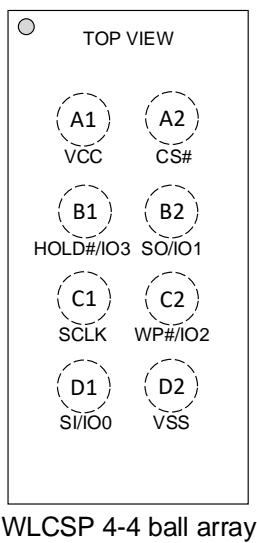 TOP VIEW
A1 A2
VCC CS#
B1 B2
HOLD#/IO3 SO/IO1
C1 C2
SCLK WP#/IO2
D1 D2
SI/IO0 VSS
WLCSP 4-4 ball array